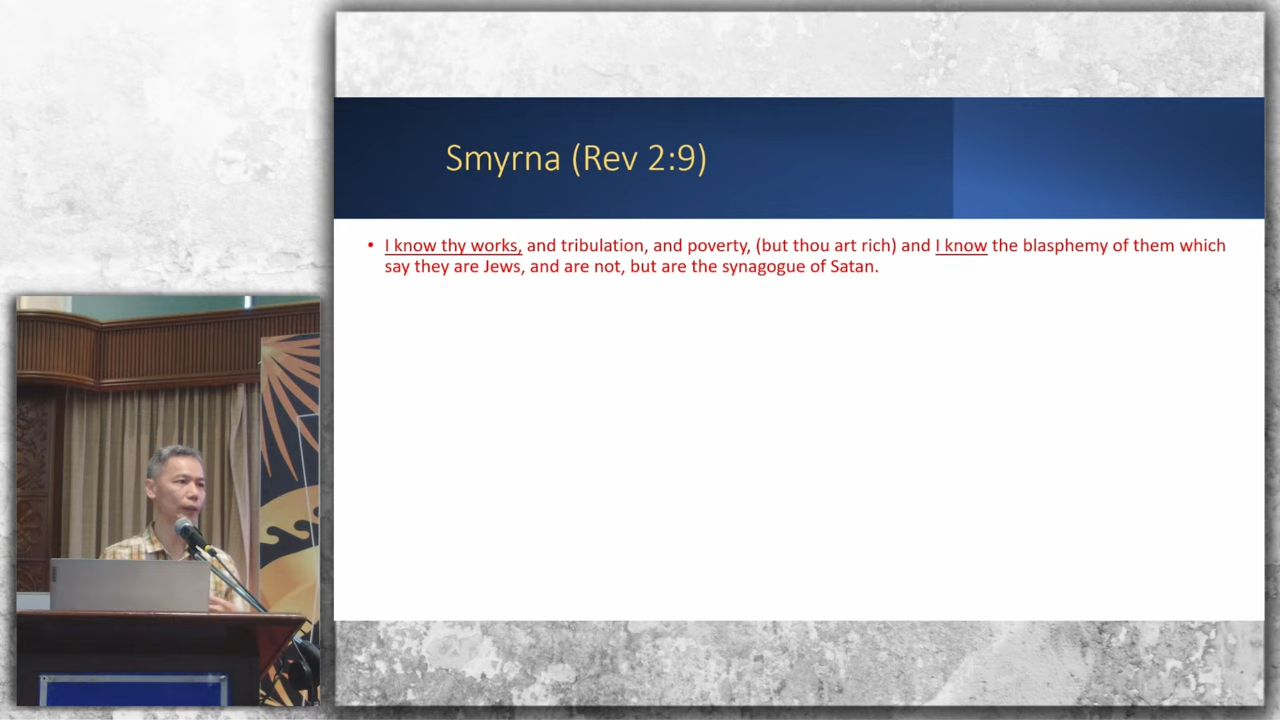 Smyrna (Rev 2:9)
• I know thy works, and tribulation, and poverty, (but thou art rich) and I know the blasphemy of them which
say they are Jews, and are not, but are the synagogue of Satan.